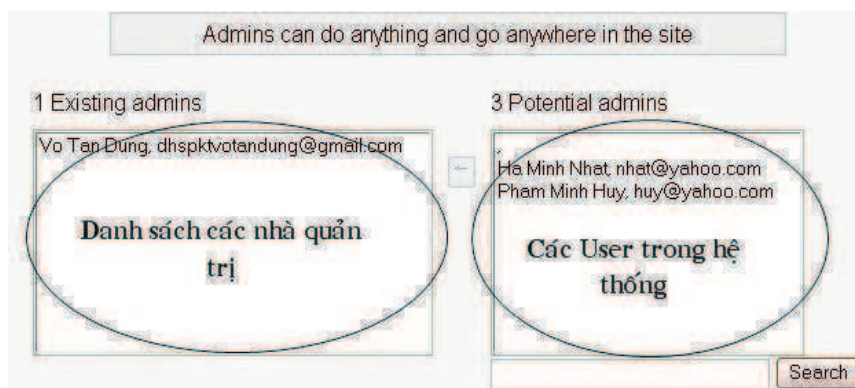 Admins can do anything and go anywhere in the site
1 Existing admins
3 Potential admins
Vo Tan Dung, dhspktvotandung@gmail.com
←
,
Ha Minh Nhat, nhat@yahoo.com
Pham Minh Huy, huy@yahoo.com
Danh sách các nhà quản
trị
Các User trong hệ
thống
Search